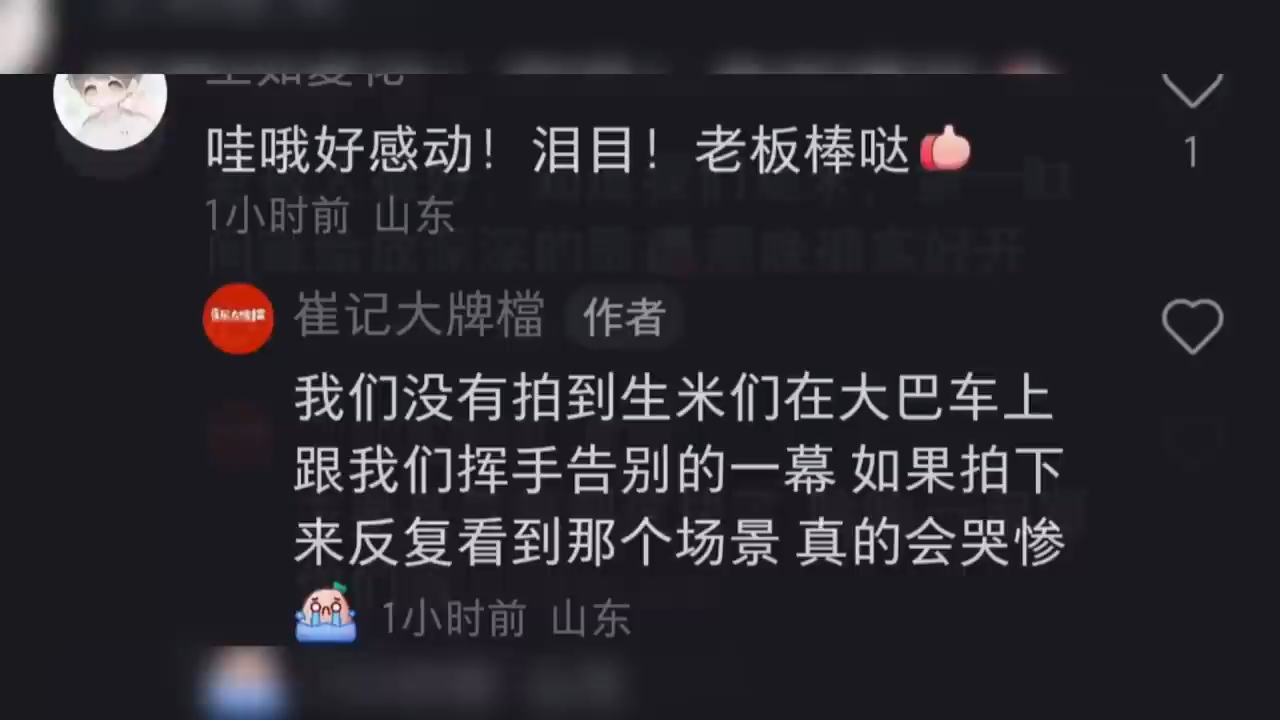 哇哦好感动！泪目！老板棒哒
1小时前 山东
1
崔记大牌檔 作者
我们没有拍到生米们在大巴车上
跟我们挥手告别的一幕 如果拍下
来反复看到那个场景 真的会哭惨
1小时前 山东